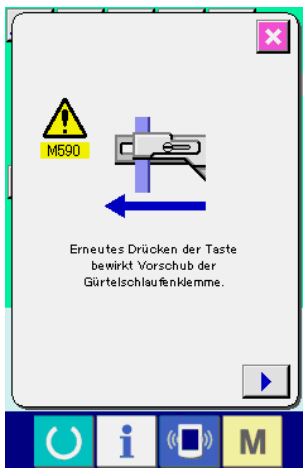 M590
Erneutes Drücken der Taste
bewirkt Vorschub der
Gürtelschlaufenklemme.
i
M